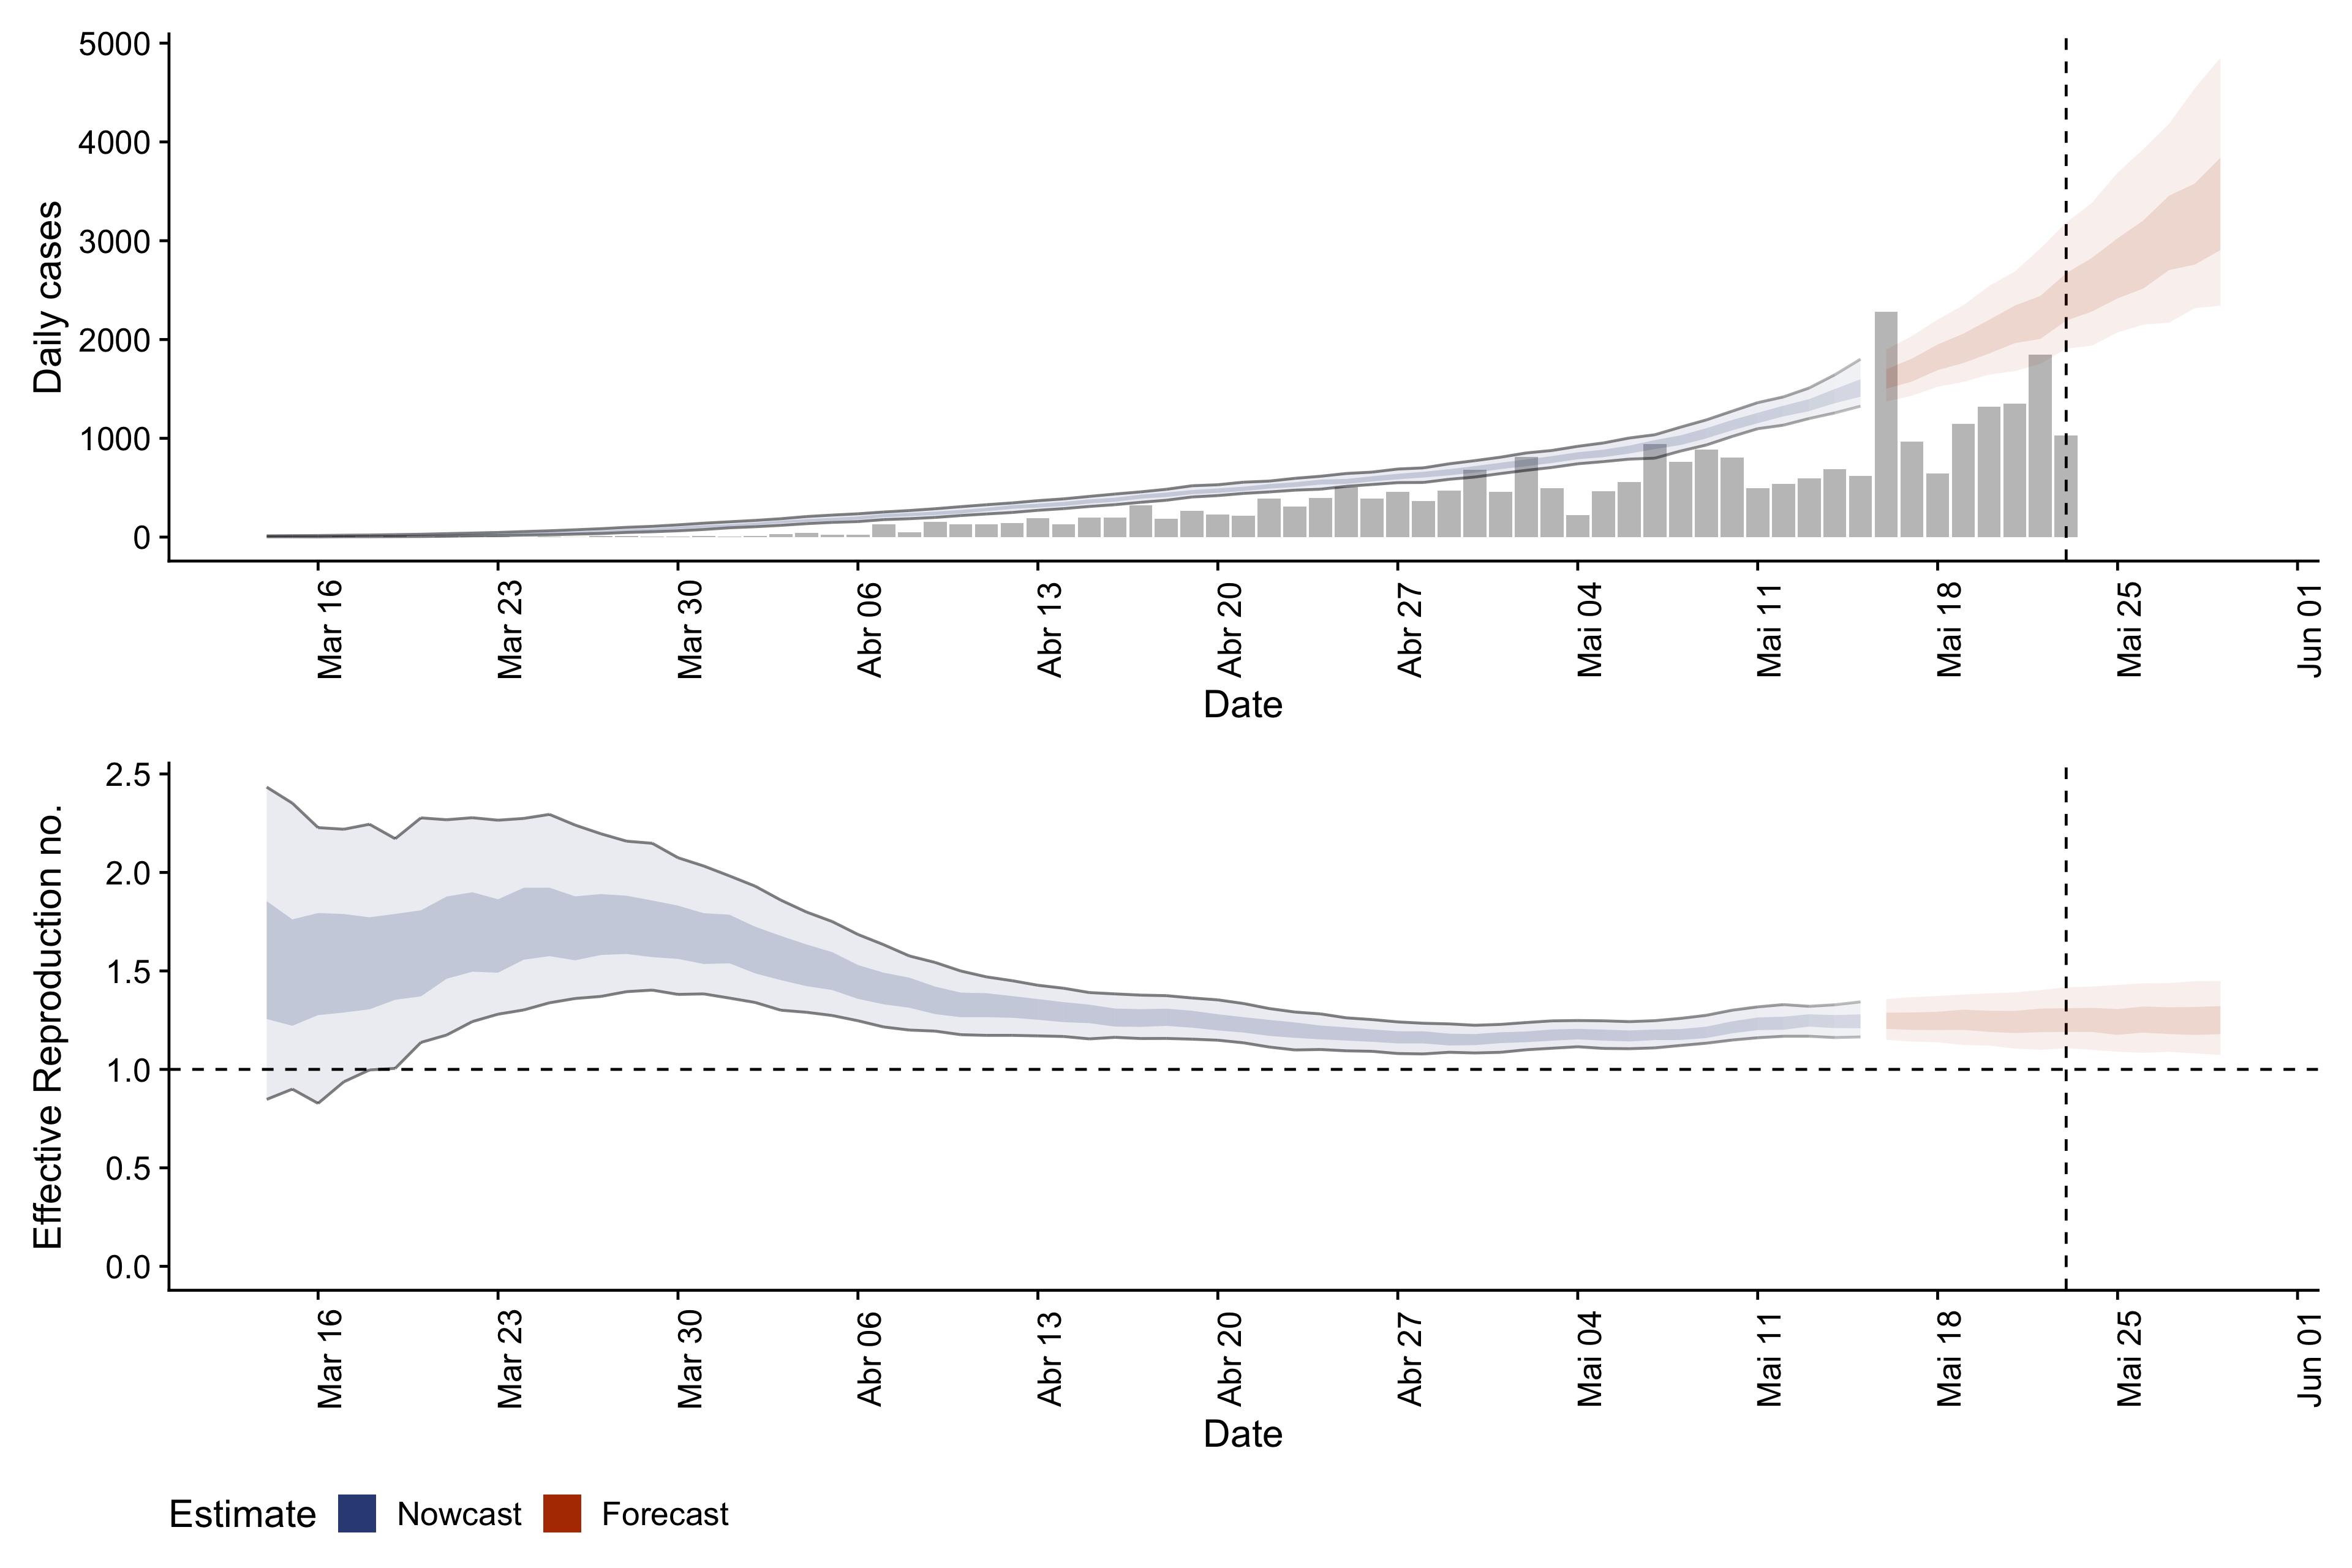 Daily cases
5000
4000
3000
2000
1000
0
Mar 16
Mar 23
Mar 30
Abr 06
Abr 13
Abr 20
Abr 27
Mai 04
Mai 11
Mai 18
Mai 25
Jun 01
Date
Effective Reproduction no.
2.5
2.0
1.5
1.0
0.5
0.0
Mar 16
Mar 23
Mar 30
Abr 06
Abr 13
Abr 20
Abr 27
Mai 04
Mai 11
Mai 18
Mai 25
Jun 01
Date
Estimate Nowcast Forecast